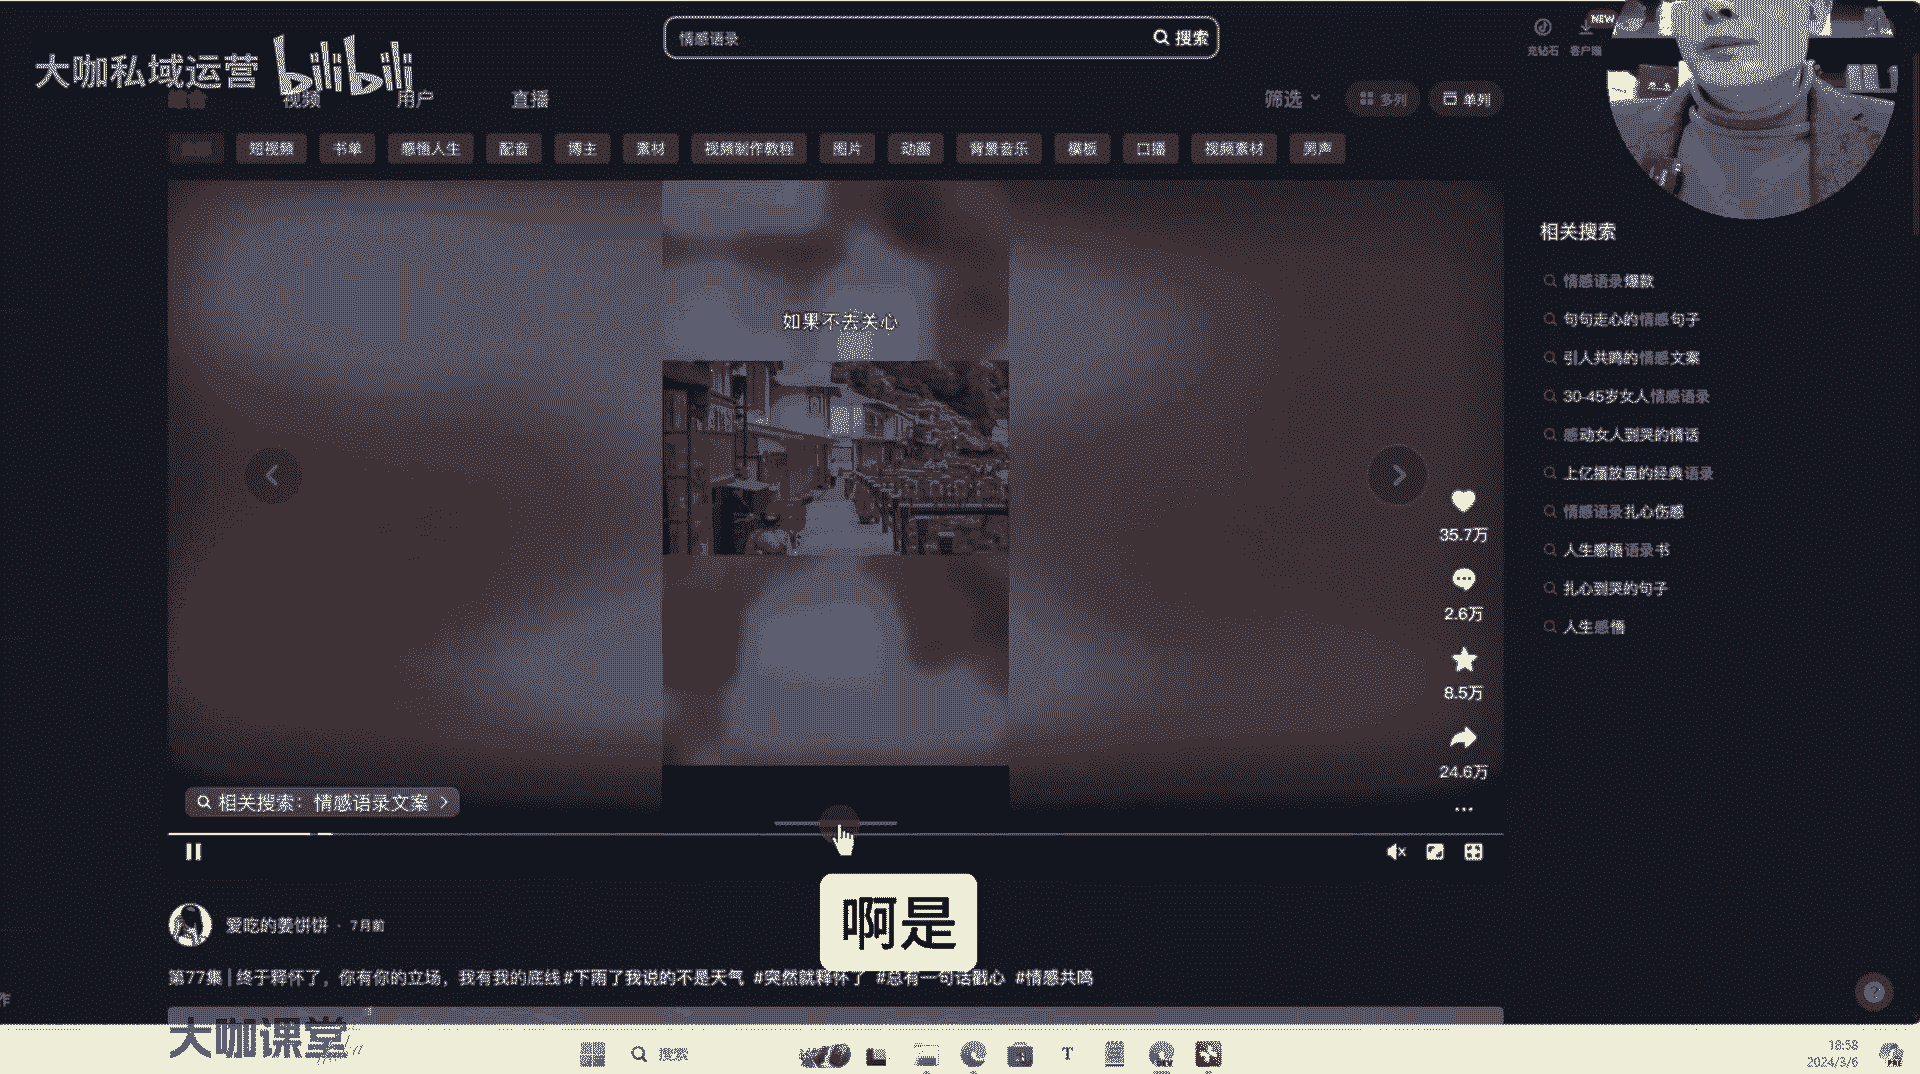 大咖私域运营 bilibili
情感语录
搜索
充钻石
NEW
客户端
视频
用户
直播
筛选
多列
单列
短视频
书单
感悟人生
配音
博主
素材
视频制作教程
图片
动画
背景音乐
模板
口播
视频素材
男声
如果不去关心
35.7万
2.6万
8.5万
24.6万
相关搜索：情感语录文案
相关搜索
情感语录爆款
句句走心的情感句子
引人共鸣的情感文案
30-45岁女人情感语录
感动女人到哭的情话
上亿播放量的经典语录
情感语录扎心伤感
人生感悟语录书
扎心到哭的句子
人生感悟
啊是
爱吃的姜饼饼 · 7月前
第77集 | 终于释怀了，你有你的立场，我有我的底线#下雨了我说的不是天气 #突然就释怀了 #总有一句话戳心 #情感共鸣
作
大咖课堂
搜索
18:58
2024/3/6